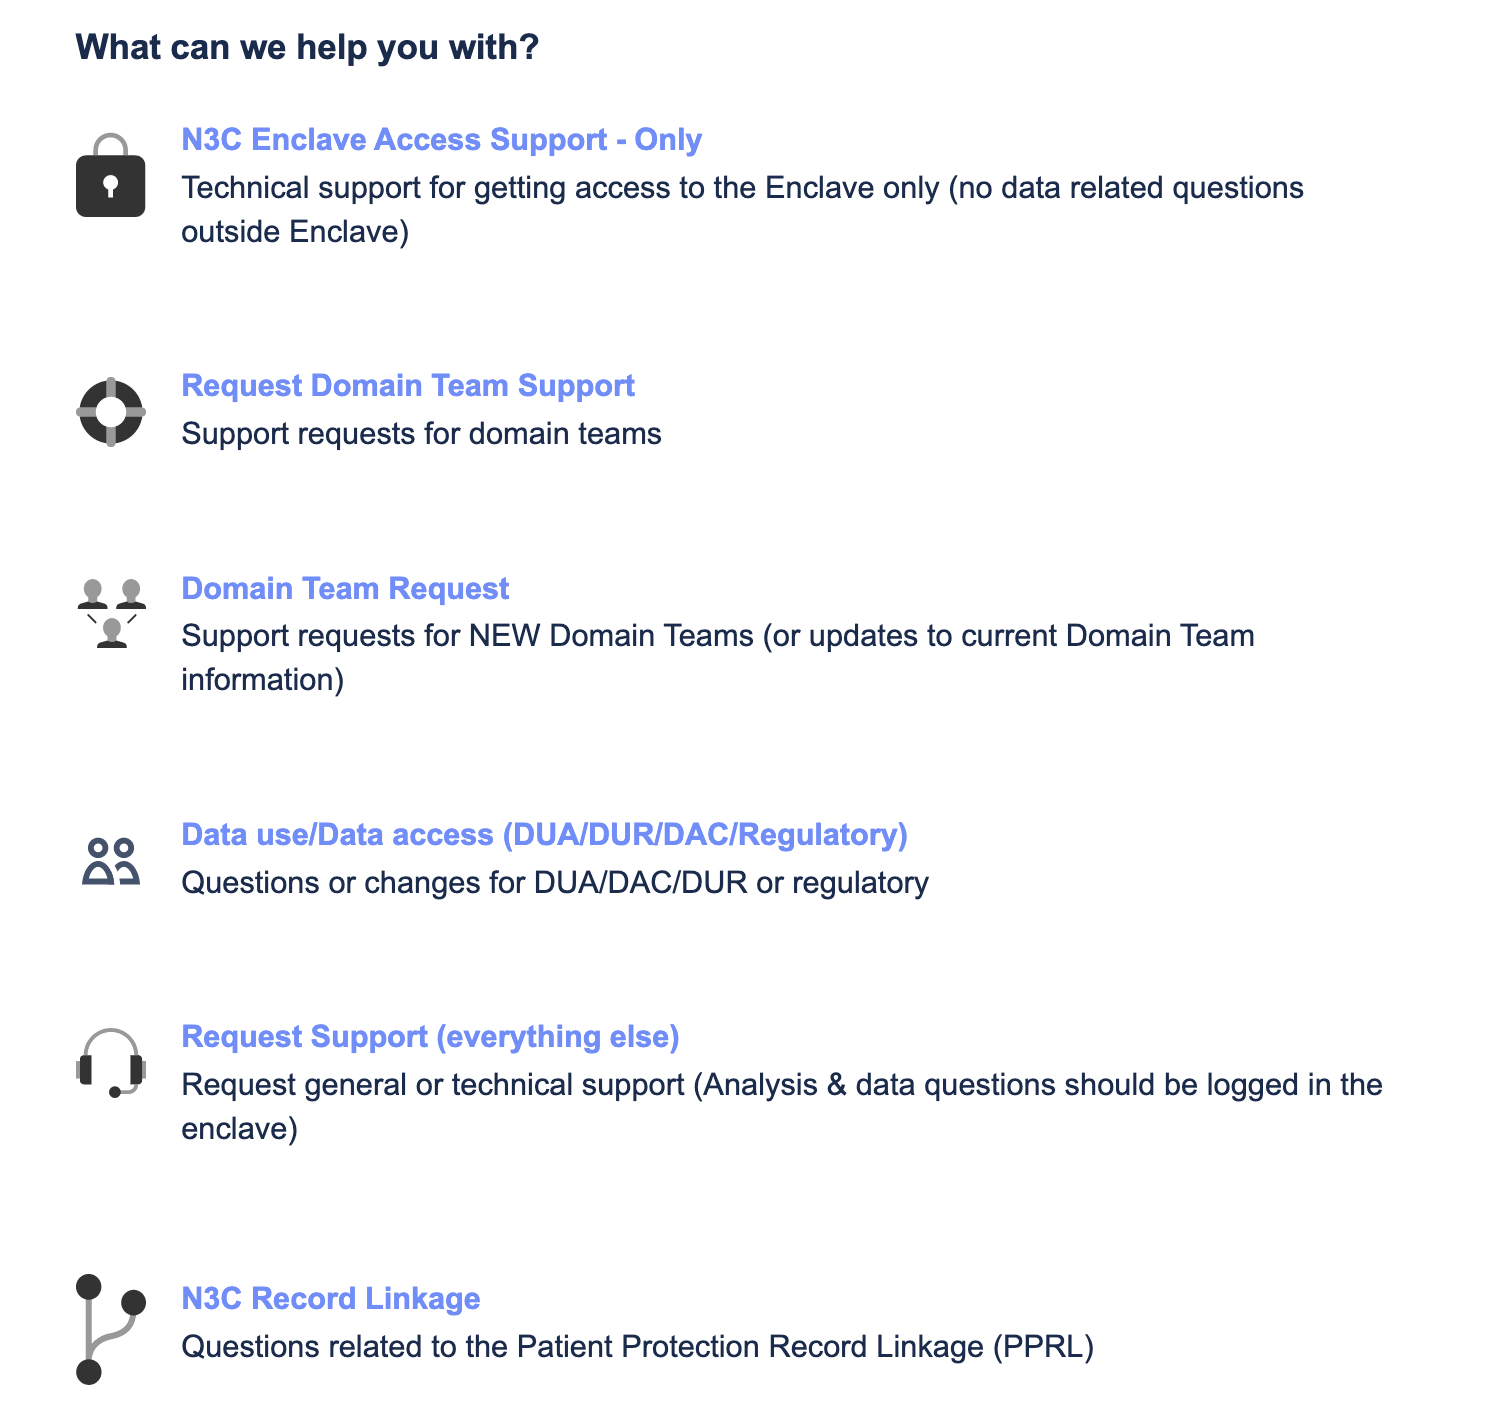 What can we help you with?
N3C Enclave Access Support - Only
Technical support for getting access to the Enclave only (no data related questions
outside Enclave)
Request Domain Team Support
Support requests for domain teams
Domain Team Request
Support requests for NEW Domain Teams (or updates to current Domain Team
information)
Data use/Data access (DUA/DUR/DAC/Regulatory)
Questions or changes for DUA/DAC/DUR or regulatory
Request Support (everything else)
Request general or technical support (Analysis & data questions should be logged in the
enclave)
N3C Record Linkage
Questions related to the Patient Protection Record Linkage (PPRL)